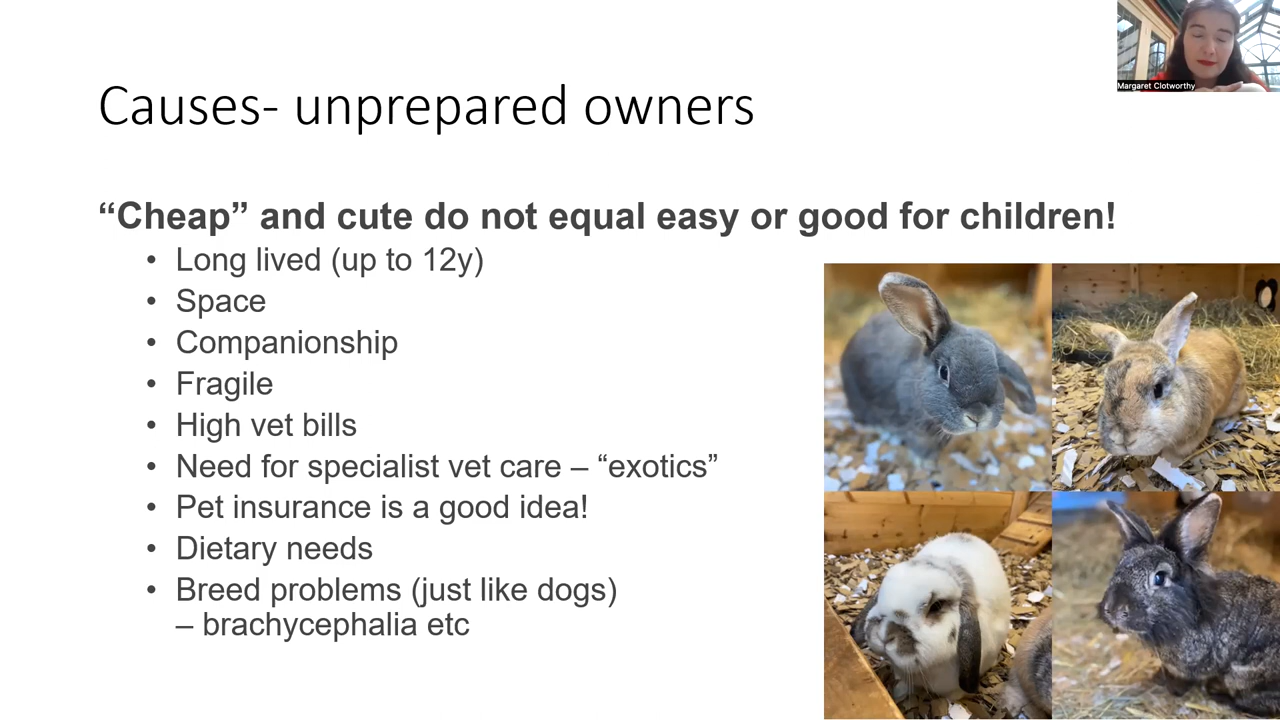 Margaret Clotworthy
Causes- unprepared owners
“Cheap” and cute do not equal easy or good for children!
• Long lived (up to 12y)
• Space
• Companionship
• Fragile
• High vet bills
• Need for specialist vet care – “exotics”
• Pet insurance is a good idea!
• Dietary needs
• Breed problems (just like dogs)
– brachycephalia etc